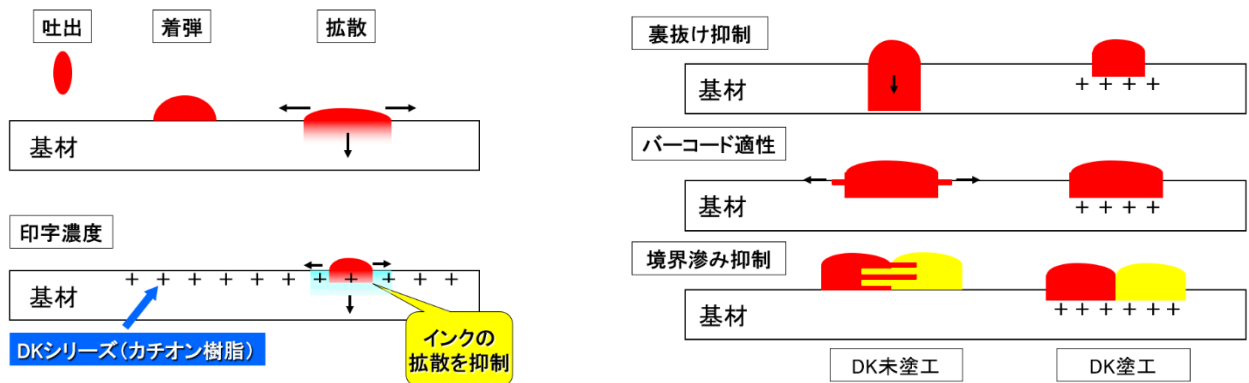 吐出
着弾
拡散
基材
印字濃度
+ + + + + + + + + + +
基材
DKシリーズ(カチオン樹脂)
インクの
拡散を抑制
裏抜け抑制
基材
+ + + +
バーコード適性
基材
+ + + +
境界滲み抑制
基材
+ + + + + +
DK未塗工
DK塗工